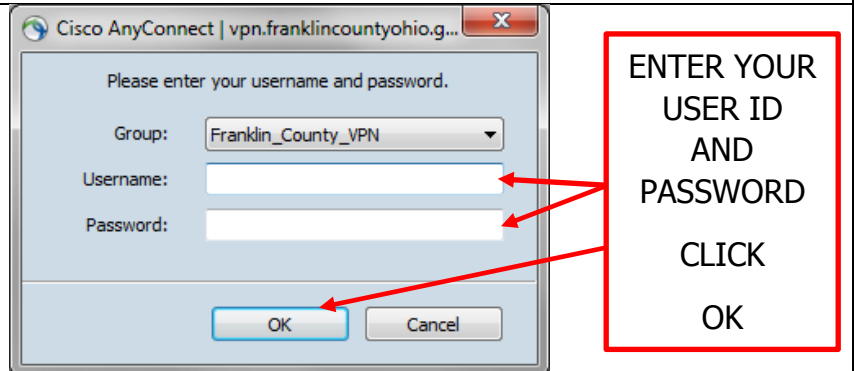 Cisco AnyConnect | vpn.franklincountyohio.g...
Please enter your username and password.
Group: Franklin_County_VPN
Username:
Password:
OK Cancel
ENTER YOUR
USER ID
AND
PASSWORD
CLICK
OK